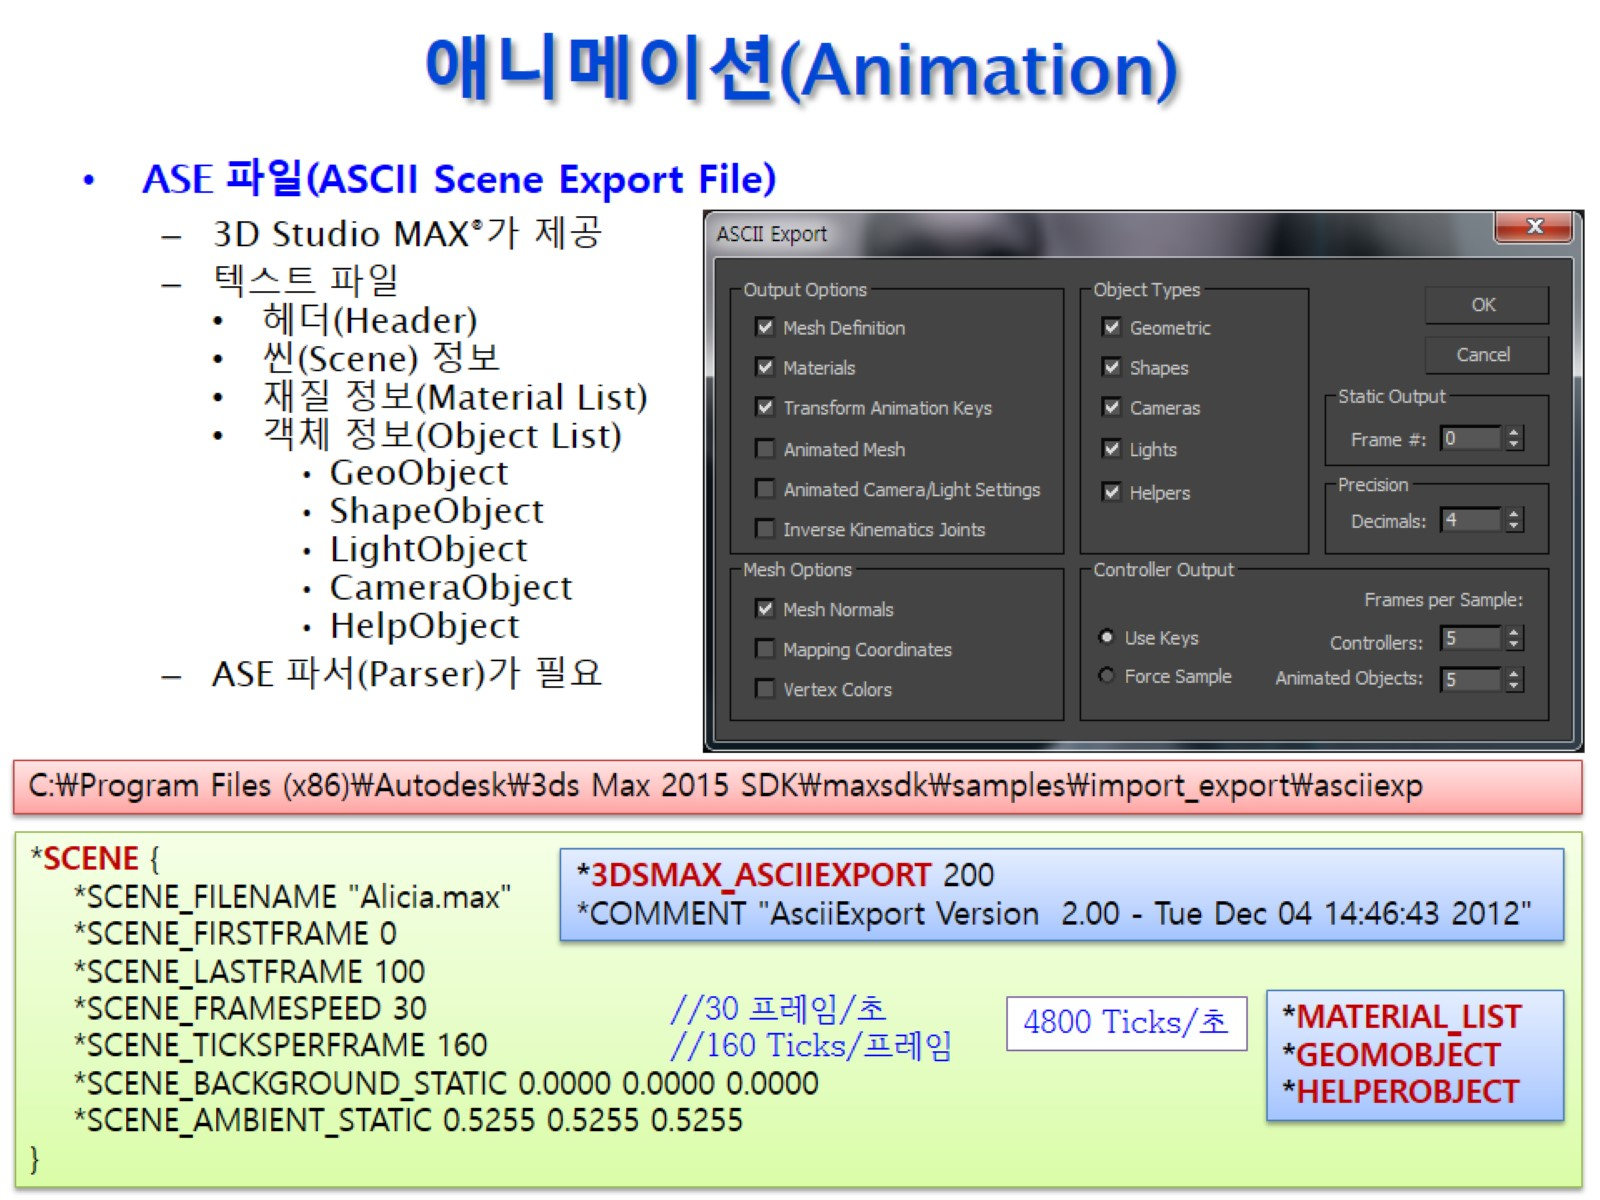 애니메이션(Animation)
• ASE 파일(ASCII Scene Export File)
– 3D Studio MAX®가 제공
– 텍스트 파일
• 헤더(Header)
• 씬(Scene) 정보
• 재질 정보(Material List)
• 객체 정보(Object List)
• GeoObject
• ShapeObject
• LightObject
• CameraObject
• HelpObject
– ASE 파서(Parser)가 필요
ASCII Export
Output Options
Mesh Definition
Materials
Transform Animation Keys
Animated Mesh
Animated Camera/Light Settings
Inverse Kinematics Joints
Mesh Options
Mesh Normals
Mapping Coordinates
Vertex Colors
Object Types
Geometric
Shapes
Cameras
Lights
Helpers
OK
Cancel
Static Output
Frame #: 0
Precision
Decimals: 4
Controller Output
Frames per Sample:
Use Keys
Controllers: 5
Force Sample
Animated Objects: 5
C:₩Program Files (x86)₩Autodesk₩3ds Max 2015 SDK₩maxsdk₩samples₩import_export₩asciiexp
*SCENE {
*SCENE_FILENAME "Alicia.max"
*SCENE_FIRSTFRAME 0
*SCENE_LASTFRAME 100
*SCENE_FRAMESPEED 30 //30 프레임/초
*SCENE_TICKSPERFRAME 160 //160 Ticks/프레임
*SCENE_BACKGROUND_STATIC 0.0000 0.0000 0.0000
*SCENE_AMBIENT_STATIC 0.5255 0.5255 0.5255
}
*3DSMAX_ASCIIEXPORT 200
*COMMENT "AsciiExport Version  2.00 - Tue Dec 04 14:46:43 2012"
4800 Ticks/초
*MATERIAL_LIST
*GEOMOBJECT
*HELPEROBJECT